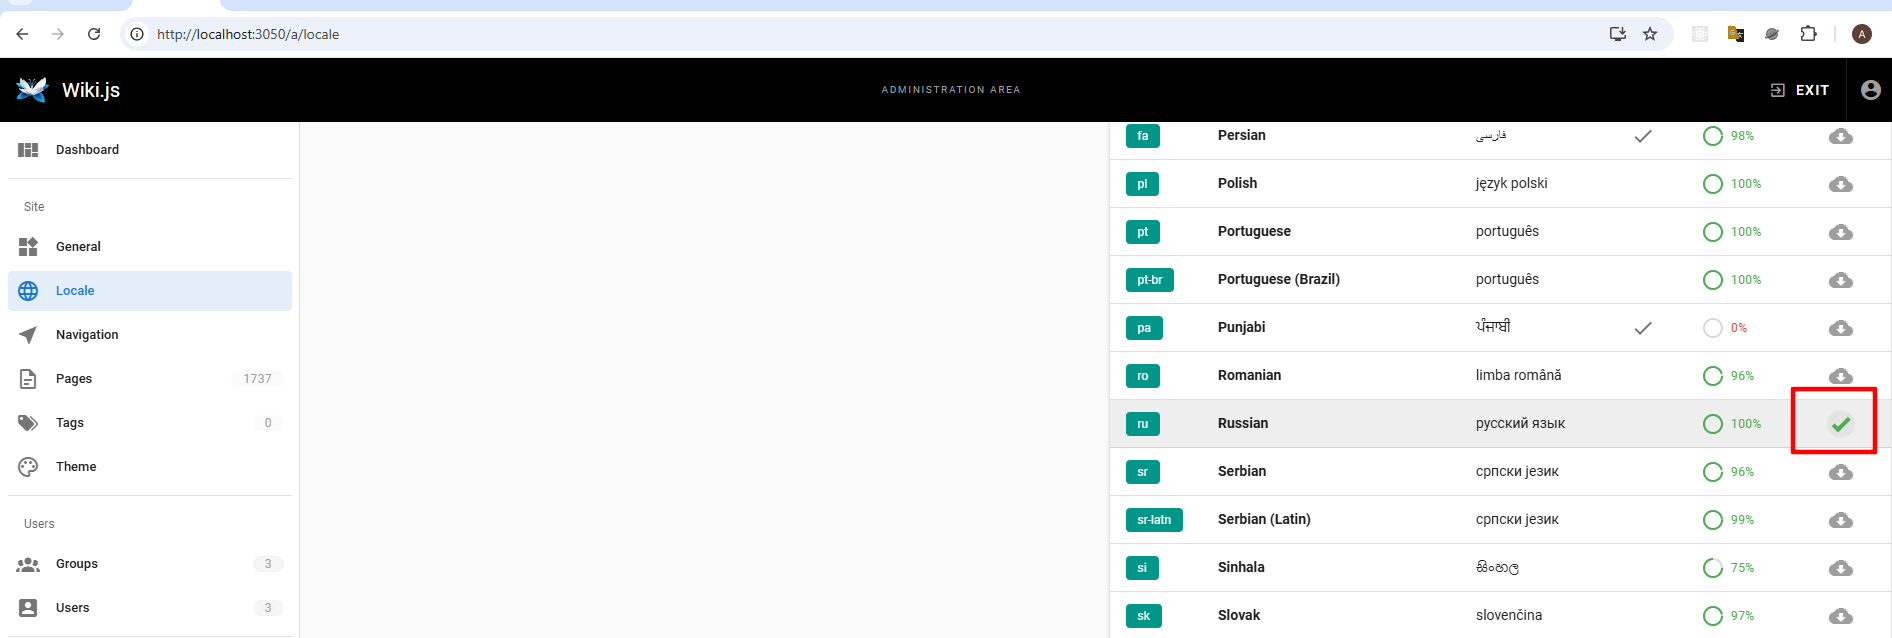 http://localhost:3050/a/locale
A
Wiki.js
ADMINISTRATION AREA
EXIT
Dashboard
Site
General
Locale
Navigation
Pages 1737
Tags 0
Theme
Users
Groups 3
Users 3
fa Persian فارسی 98%
pl Polish język polski 100%
pt Portuguese português 100%
pt-br Portuguese (Brazil) português 100%
pa Punjabi ਪੰਜਾਬੀ 0%
ro Romanian limba română 96%
ru Russian русский язык 100%
sr Serbian српски језик 96%
sr-latn Serbian (Latin) српски језик 99%
si Sinhala සිංහල 75%
sk Slovak slovenčina 97%